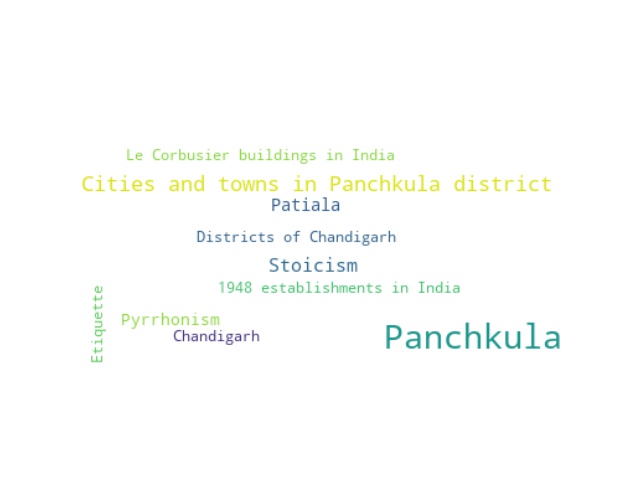 Le Corbusier buildings in India
Cities and towns in Panchkula district
Patiala
Districts of Chandigarh
Stoicism
1948 establishments in India
Etiquette
Pyrrhonism
Chandigarh
Panchkula